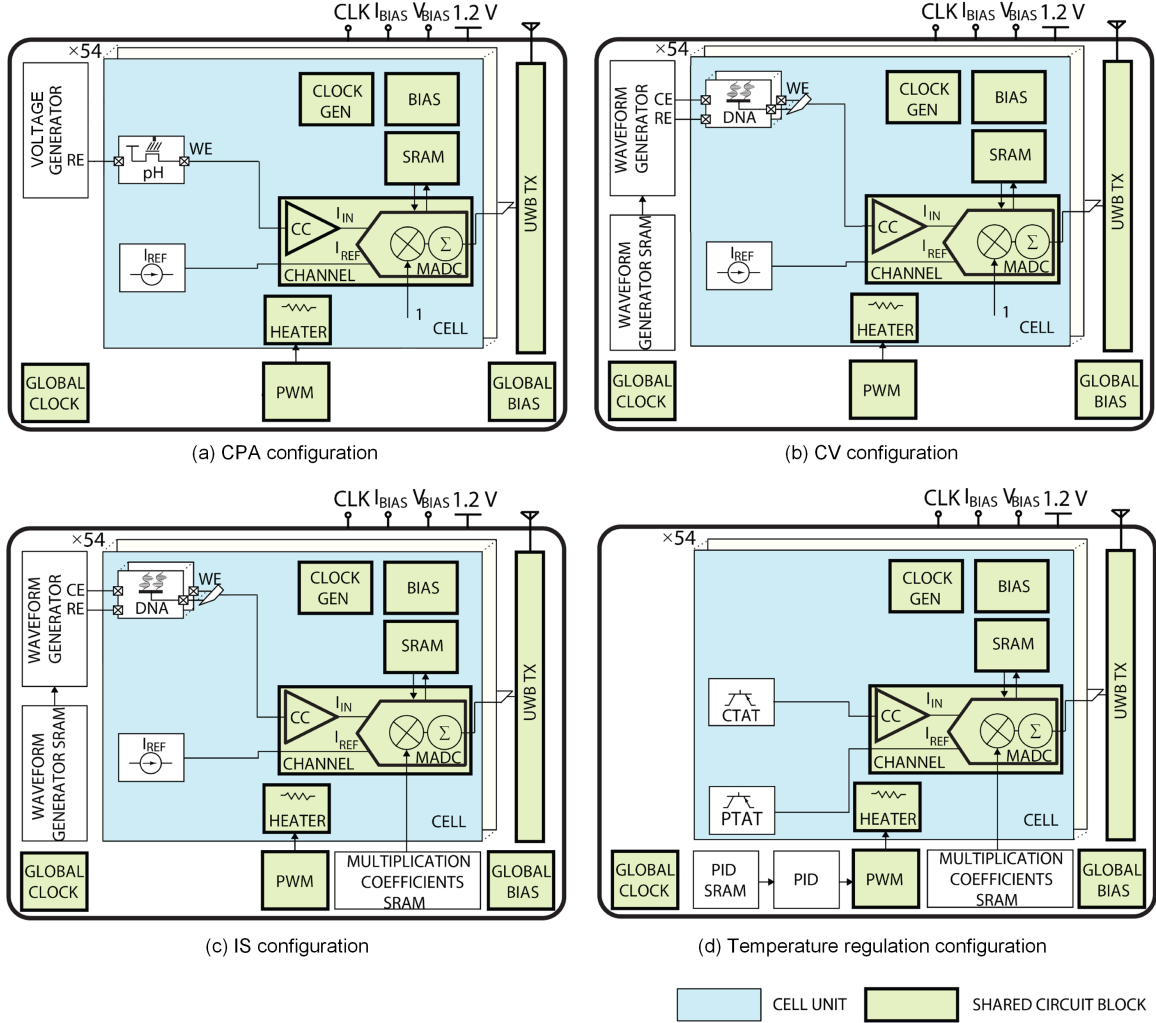 CLK I_BIAS V_BIAS 1.2 V
×54
VOLTAGE
GENERATOR
RE
pH
WE
CLOCK
GEN
BIAS
SRAM
UWB TX
CC
I_IN
I_REF
Σ
MADC
CHANNEL
I_REF
HEATER
1
CELL
GLOBAL
CLOCK
PWM
GLOBAL
BIAS
(a) CPA configuration
CLK I_BIAS V_BIAS 1.2 V
×54
WAVEFORM
GENERATOR
CE
RE
DNA
WE
CLOCK
GEN
BIAS
SRAM
UWB TX
CC
I_IN
I_REF
Σ
MADC
CHANNEL
I_REF
WAVEFORM
GENERATOR SRAM
HEATER
1
CELL
GLOBAL
CLOCK
PWM
GLOBAL
BIAS
(b) CV configuration
CLK I_BIAS V_BIAS 1.2 V
×54
WAVEFORM
GENERATOR
CE
RE
DNA
WE
CLOCK
GEN
BIAS
SRAM
UWB TX
CC
I_IN
I_REF
Σ
MADC
CHANNEL
I_REF
WAVEFORM
GENERATOR SRAM
HEATER
CELL
GLOBAL
CLOCK
PWM
MULTIPLICATION
COEFFICIENTS
SRAM
GLOBAL
BIAS
(c) IS configuration
CLK I_BIAS V_BIAS 1.2 V
×54
CLOCK
GEN
BIAS
SRAM
UWB TX
CTAT
CC
I_IN
I_REF
Σ
MADC
CHANNEL
PTAT
HEATER
CELL
GLOBAL
CLOCK
PID
SRAM
PID
PWM
MULTIPLICATION
COEFFICIENTS
SRAM
GLOBAL
BIAS
(d) Temperature regulation configuration
CELL UNIT
SHARED CIRCUIT BLOCK